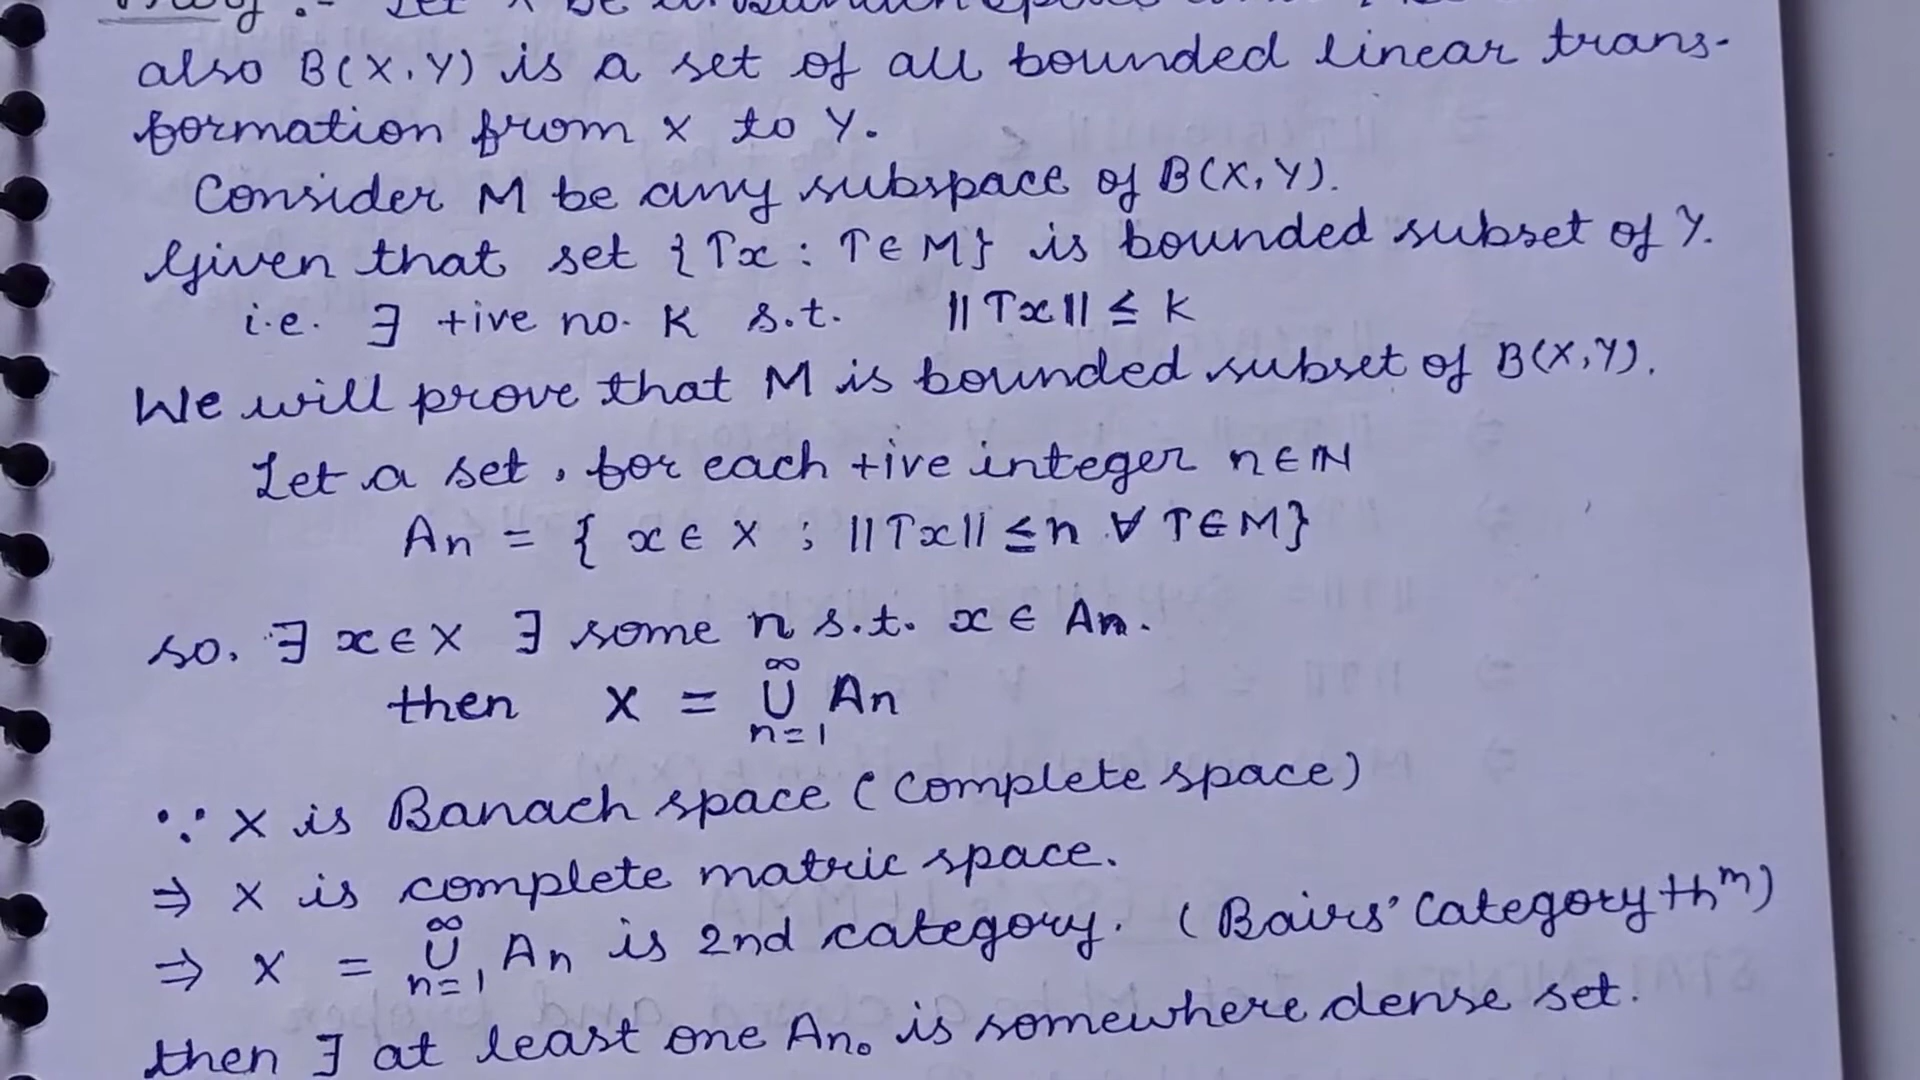 Proof :- Let X be
also B(X,Y) is a set of all bounded linear trans-
formation from X to Y.
Consider M be any subspace of B(X,Y).
Given that set {Tx : T∈M} is bounded subset of Y.
i.e. ∃ +ive no. K s.t. ||Tx|| ≤ K
We will prove that M is bounded subset of B(X,Y).
Let a set, for each +ive integer n∈ℕ
An = { x∈X ; ||Tx|| ≤n ∀ T∈M}
so. ∃ x∈X ∃ some n s.t. x∈ An.
then X = ∞∪n=1 An
∵ X is Banach space (Complete space)
⇒ X is complete matric space.
⇒ X = ∞∪n=1 An is 2nd category. (Bairs' Category thm)
then ∃ at least one An₀ is somewhere dense set.